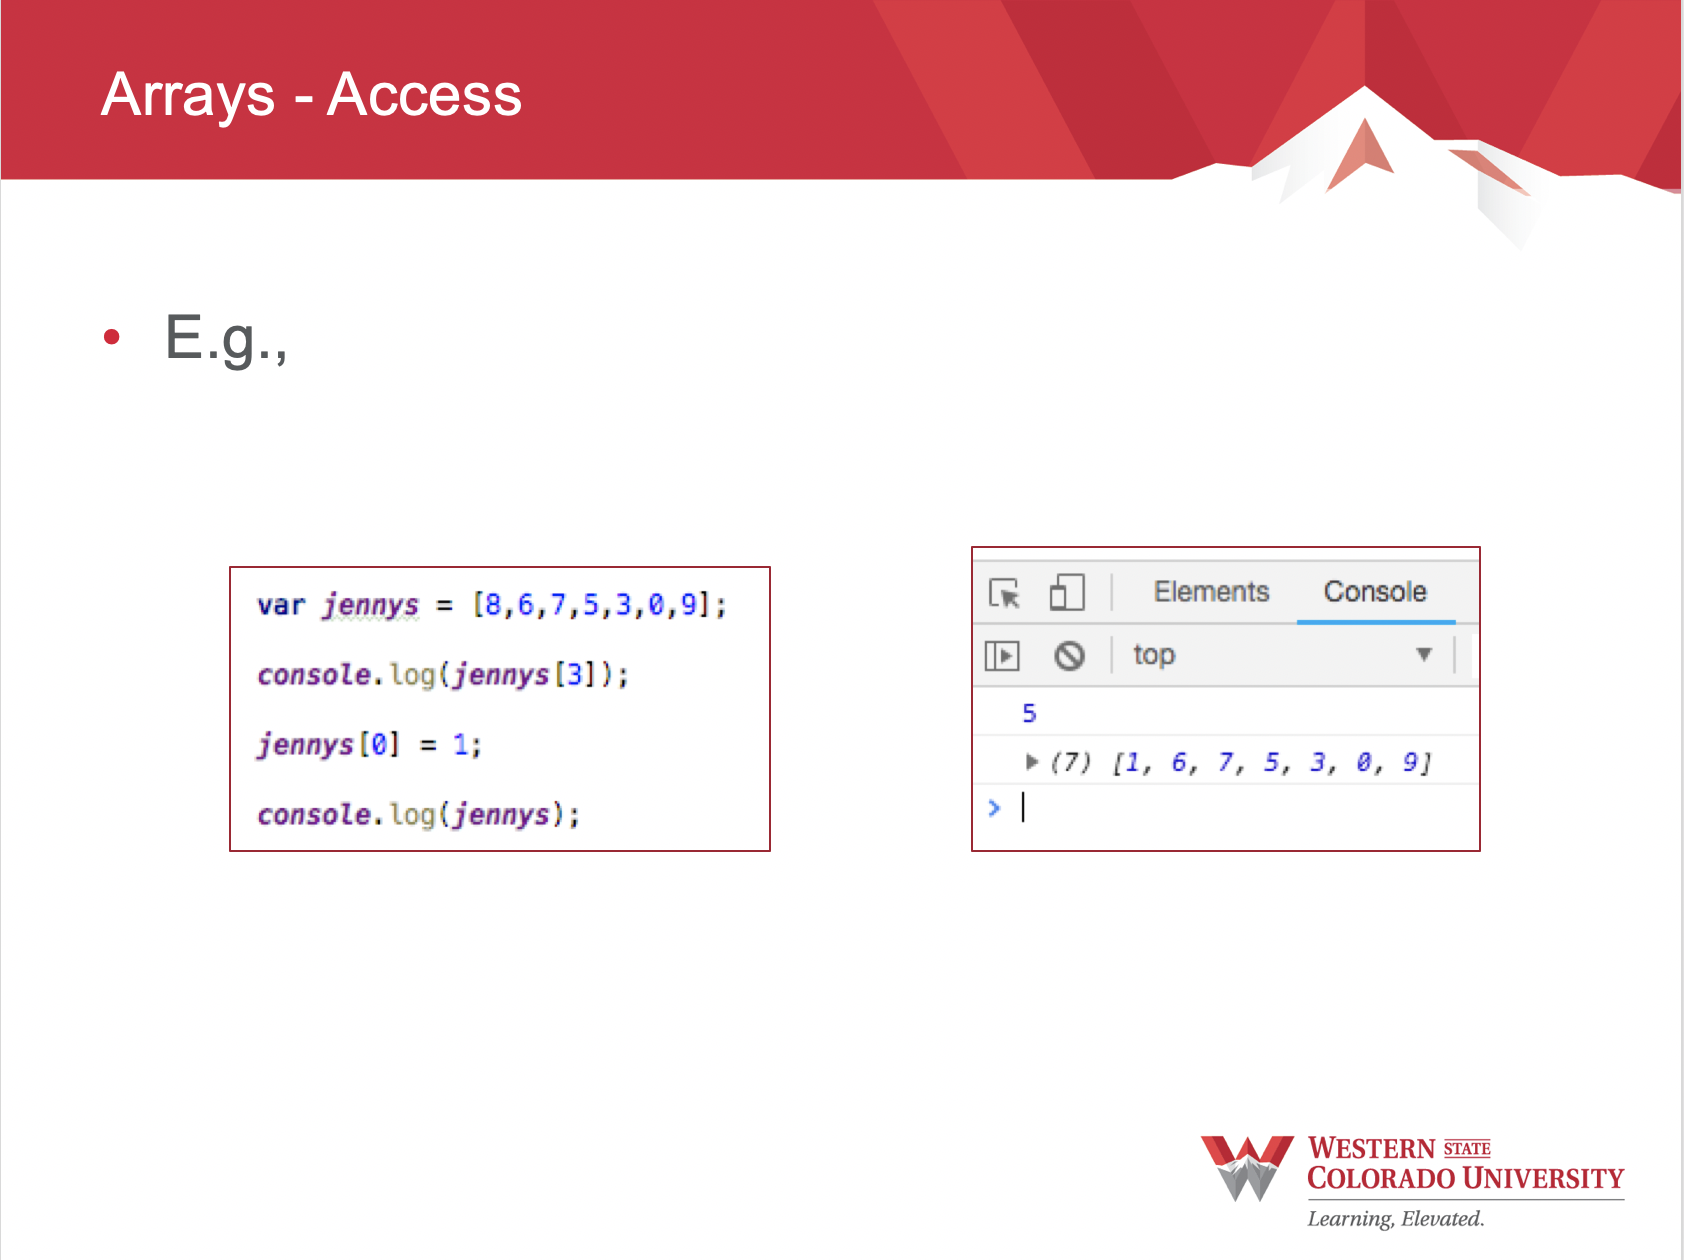 Arrays - Access
• E.g.,
var jennys = [8,6,7,5,3,0,9];
console.log(jennys[3]);
jennys[0] = 1;
console.log(jennys);
Elements Console
top
5
(7) [1, 6, 7, 5, 3, 0, 9]
>
WESTERN STATE
COLORADO UNIVERSITY
Learning, Elevated.